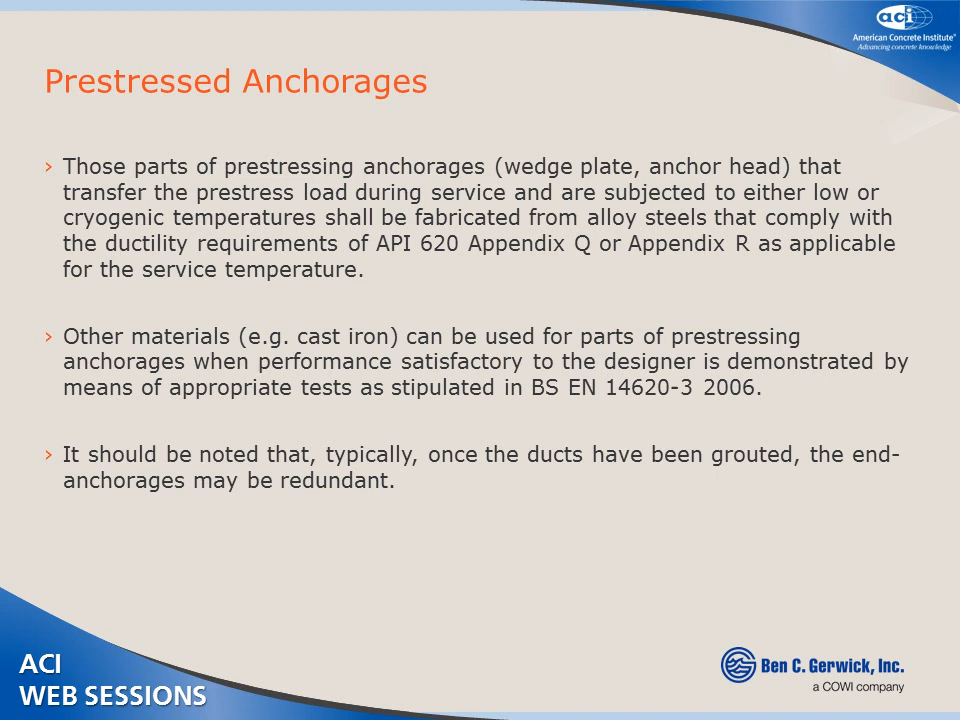 aci
American Concrete Institute®
Advancing concrete knowledge
Prestressed Anchorages
› Those parts of prestressing anchorages (wedge plate, anchor head) that
transfer the prestress load during service and are subjected to either low or
cryogenic temperatures shall be fabricated from alloy steels that comply with
the ductility requirements of API 620 Appendix Q or Appendix R as applicable
for the service temperature.
› Other materials (e.g. cast iron) can be used for parts of prestressing
anchorages when performance satisfactory to the designer is demonstrated by
means of appropriate tests as stipulated in BS EN 14620-3 2006.
› It should be noted that, typically, once the ducts have been grouted, the end-
anchorages may be redundant.
ACI
WEB SESSIONS
Ben C. Gerwick, Inc.
a COWI company